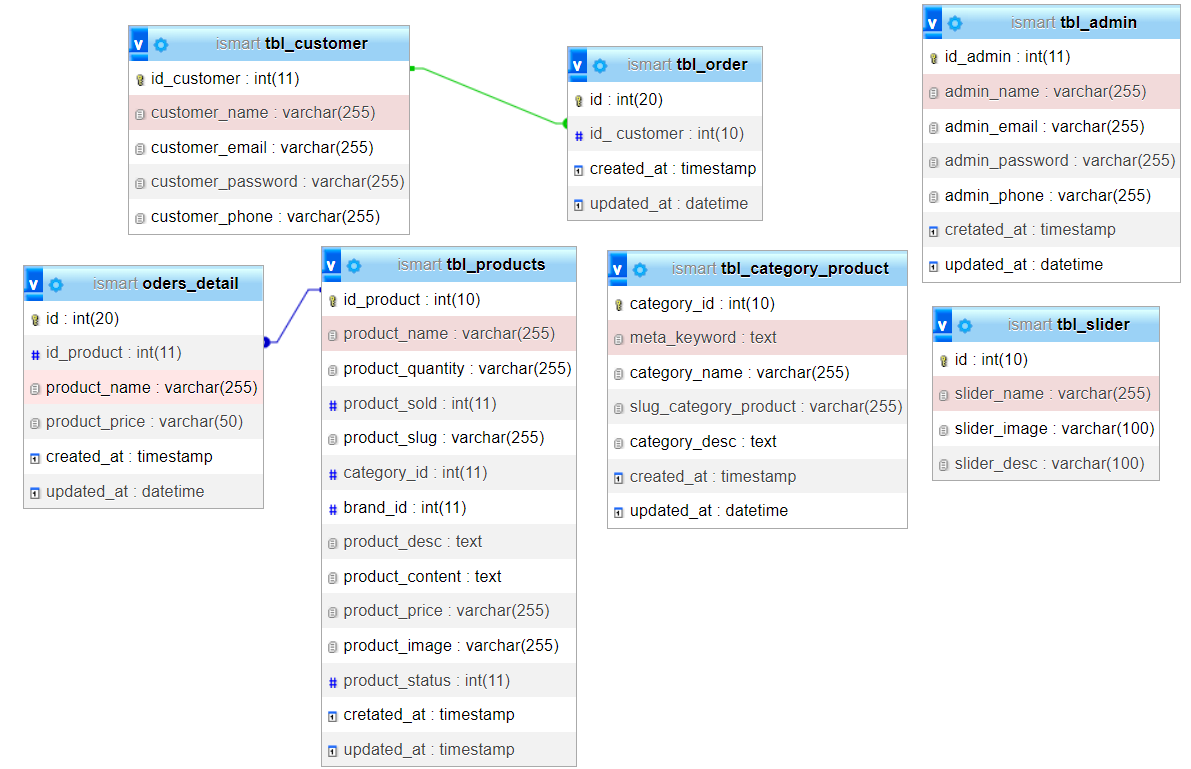 v ismart tbl_customer
id_customer : int(11)
customer_name : varchar(255)
customer_email : varchar(255)
customer_password : varchar(255)
customer_phone : varchar(255)
v ismart tbl_order
id : int(20)
# id_ customer : int(10)
created_at : timestamp
updated_at : datetime
v ismart tbl_admin
id_admin : int(11)
admin_name : varchar(255)
admin_email : varchar(255)
admin_password : varchar(255)
admin_phone : varchar(255)
cretated_at : timestamp
updated_at : datetime
v ismart oders_detail
id : int(20)
# id_product : int(11)
product_name : varchar(255)
product_price : varchar(50)
created_at : timestamp
updated_at : datetime
v ismart tbl_products
id_product : int(10)
product_name : varchar(255)
product_quantity : varchar(255)
# product_sold : int(11)
product_slug : varchar(255)
# category_id : int(11)
# brand_id : int(11)
product_desc : text
product_content : text
product_price : varchar(255)
product_image : varchar(255)
# product_status : int(11)
cretated_at : timestamp
updated_at : timestamp
v ismart tbl_category_product
category_id : int(10)
meta_keyword : text
category_name : varchar(255)
slug_category_product : varchar(255)
category_desc : text
created_at : timestamp
updated_at : datetime
v ismart tbl_slider
id : int(10)
slider_name : varchar(255)
slider_image : varchar(100)
slider_desc : varchar(100)